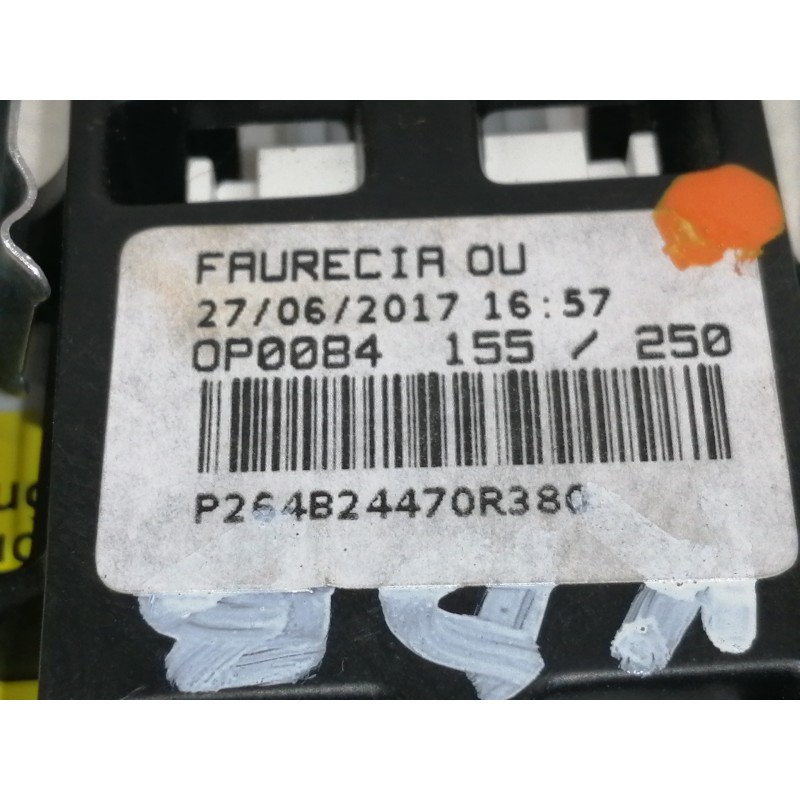 FAURECIA OU
27/06/2017 16:57
OP0084 155 / 250
P264B24470R380